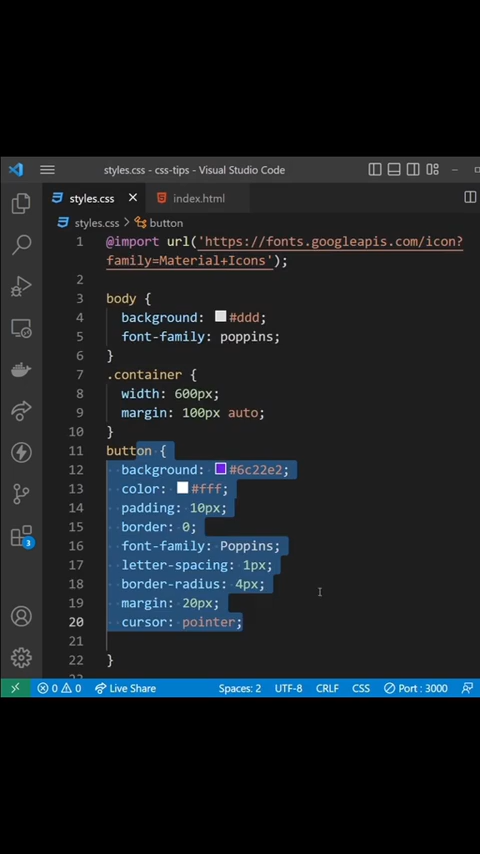 styles.css - css-tips - Visual Studio Code
styles.css
index.html
styles.css > button
1 @import url('https://fonts.googleapis.com/icon?
family=Material+Icons');
2
3 body {
4 background: #ddd;
5 font-family: poppins;
6 }
7 .container {
8 width: 600px;
9 margin: 100px auto;
10 }
11 button {
12 background: #6c22e2;
13 color: #fff;
14 padding: 10px;
15 border: 0;
16 font-family: Poppins;
17 letter-spacing: 1px;
18 border-radius: 4px;
19 margin: 20px;
20 cursor: pointer;
21
22 }
3
0 0 Live Share Spaces: 2 UTF-8 CRLF CSS Port : 3000